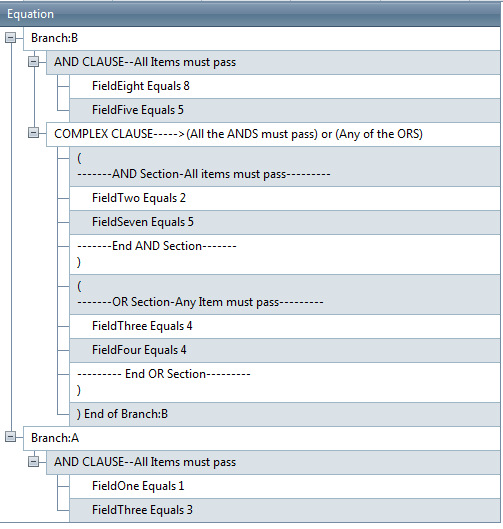 Equation
Branch:B
AND CLAUSE--All Items must pass
FieldEight Equals 8
FieldFive Equals 5
COMPLEX CLAUSE----->(All the ANDS must pass) or (Any of the ORS)
(
-------AND Section-All items must pass---------
FieldTwo Equals 2
FieldSeven Equals 5
-------End AND Section-------
)
(
-------OR Section-Any Item must pass---------
FieldThree Equals 4
FieldFour Equals 4
--------- End OR Section---------
)
) End of Branch:B
Branch:A
AND CLAUSE--All Items must pass
FieldOne Equals 1
FieldThree Equals 3